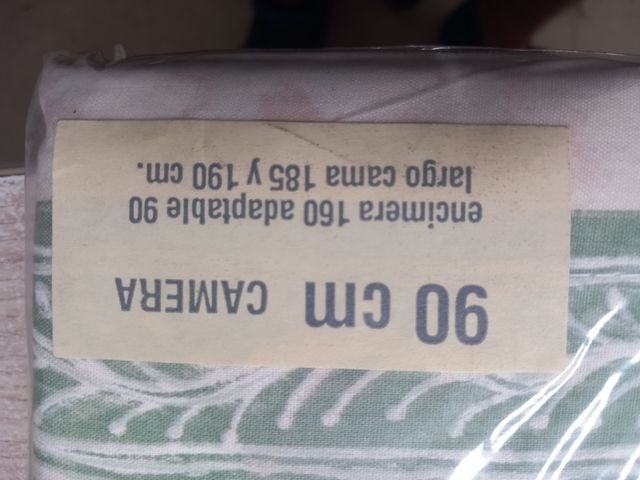 90 cm CAMERA
encimera 160 adaptable 90
largo cama 185 y 190 cm.